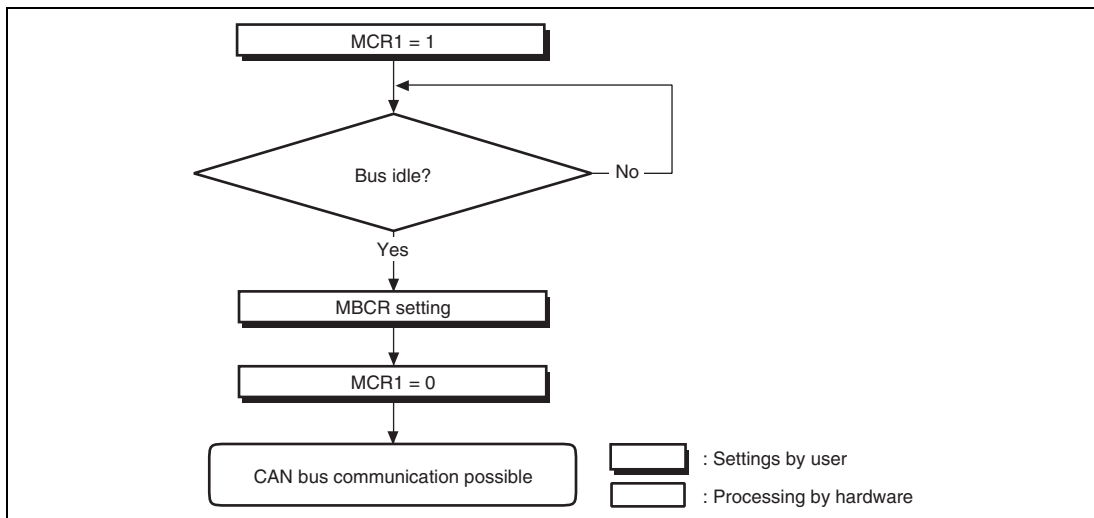 MCR1 = 1
Bus idle?
No
Yes
MBCR setting
MCR1 = 0
CAN bus communication possible
: Settings by user
: Processing by hardware